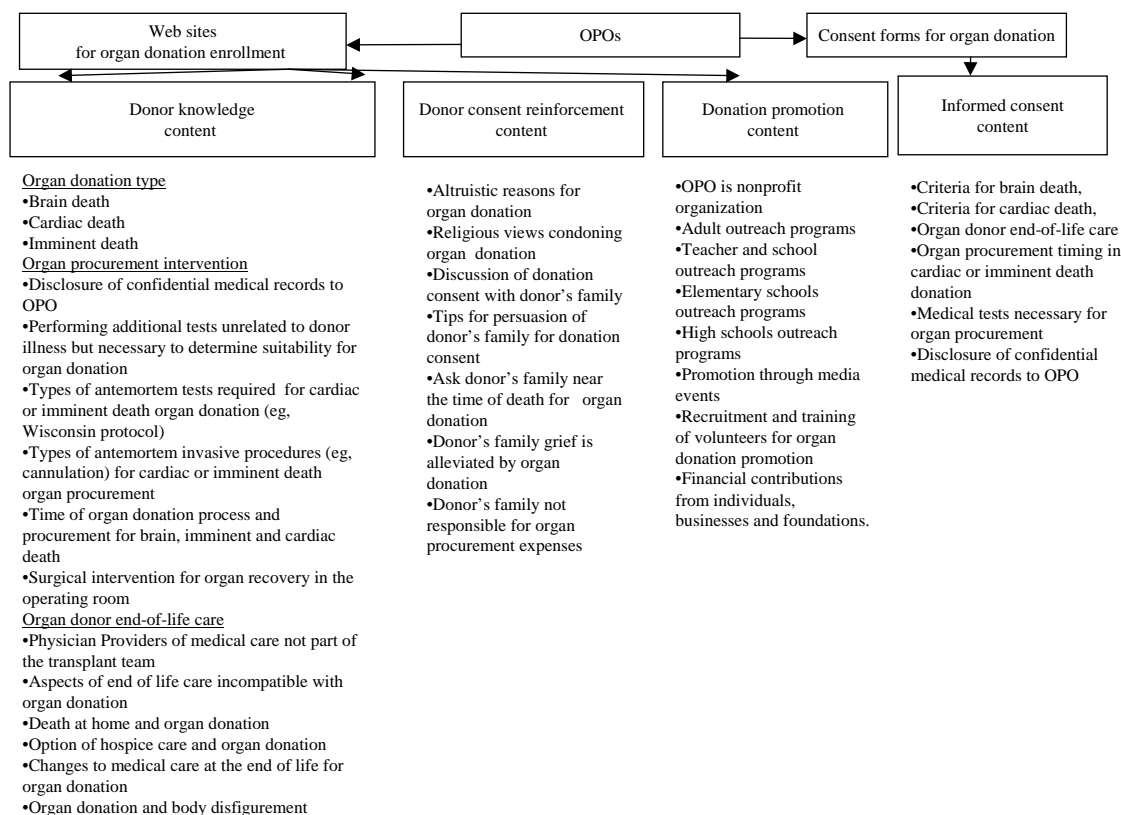 Web sites
for organ donation enrollment
OPOs
Consent forms for organ donation
Donor knowledge
content
Donor consent reinforcement
content
Donation promotion
content
Informed consent
content
Organ donation type
•Brain death
•Cardiac death
•Imminent death
Organ procurement intervention
•Disclosure of confidential medical records to
OPO
•Performing additional tests unrelated to donor
illness but necessary to determine suitability for
organ donation
•Types of antemortem tests required for cardiac
or imminent death organ donation (eg,
Wisconsin protocol)
•Types of antemortem invasive procedures (eg,
cannulation) for cardiac or imminent death
organ procurement
•Time of organ donation process and
procurement for brain, imminent and cardiac
death
•Surgical intervention for organ recovery in the
operating room
Organ donor end-of-life care
•Physician Providers of medical care not part of
the transplant team
•Aspects of end of life care incompatible with
organ donation
•Death at home and organ donation
•Option of hospice care and organ donation
•Changes to medical care at the end of life for
organ donation
•Organ donation and body disfigurement
•Altruistic reasons for
organ donation
•Religious views condoning
organ donation
•Discussion of donation
consent with donor's family
•Tips for persuasion of
donor's family for donation
consent
•Ask donor's family near
the time of death for organ
donation
•Donor's family grief is
alleviated by organ
donation
•Donor's family not
responsible for organ
procurement expenses
•OPO is nonprofit
organization
•Adult outreach programs
•Teacher and school
outreach programs
•Elementary schools
outreach programs
•High schools outreach
programs
•Promotion through media
events
•Recruitment and training
of volunteers for organ
donation promotion
•Financial contributions
from individuals,
businesses and foundations.
•Criteria for brain death,
•Criteria for cardiac death,
•Organ donor end-of-life care
•Organ procurement timing in
cardiac or imminent death
donation
•Medical tests necessary for
organ procurement
•Disclosure of confidential
medical records to OPO